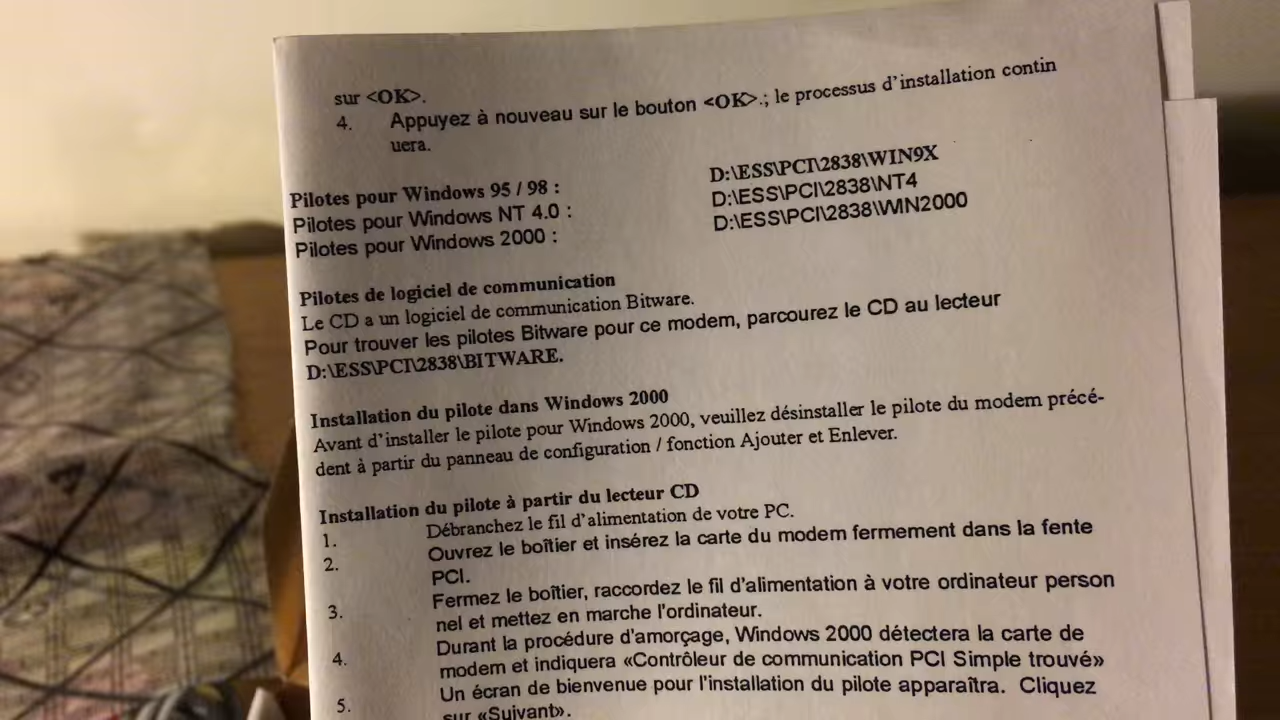 sur <OK>.
4. Appuyez à nouveau sur le bouton <OK>.; le processus d'installation contin
uera.
Pilotes pour Windows 95 / 98 : D:\ESS\PCI\2838\WIN9X
Pilotes pour Windows NT 4.0 : D:\ESS\PCI\2838\NT4
Pilotes pour Windows 2000 : D:\ESS\PCI\2838\WIN2000
Pilotes de logiciel de communication
Le CD a un logiciel de communication Bitware.
Pour trouver les pilotes Bitware pour ce modem, parcourez le CD au lecteur
D:\ESS\PCI\2838\BITWARE.
Installation du pilote dans Windows 2000
Avant d'installer le pilote pour Windows 2000, veuillez désinstaller le pilote du modem précé-
dent à partir du panneau de configuration / fonction Ajouter et Enlever.
Installation du pilote à partir du lecteur CD
1. Débranchez le fil d'alimentation de votre PC.
2. Ouvrez le boîtier et insérez la carte du modem fermement dans la fente
PCI.
3. Fermez le boîtier, raccordez le fil d'alimentation à votre ordinateur person
nel et mettez en marche l'ordinateur.
4. Durant la procédure d'amorçage, Windows 2000 détectera la carte de
modem et indiquera «Contrôleur de communication PCI Simple trouvé»
5. Un écran de bienvenue pour l'installation du pilote apparaîtra. Cliquez
sur «Suivant».